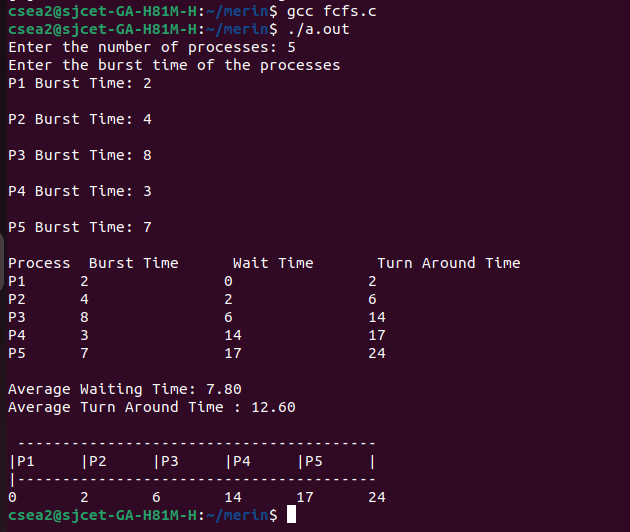 csea2@sjcet-GA-H81M-H:~/merin$ gcc fcfs.c
csea2@sjcet-GA-H81M-H:~/merin$ ./a.out
Enter the number of processes: 5
Enter the burst time of the processes
P1 Burst Time: 2
P2 Burst Time: 4
P3 Burst Time: 8
P4 Burst Time: 3
P5 Burst Time: 7
Process  Burst Time      Wait Time       Turn Around Time
P1      2               0               2
P2      4               2               6
P3      8               6               14
P4      3               14              17
P5      7               17              24
Average Waiting Time: 7.80
Average Turn Around Time : 12.60
 ----------------------------------------
|P1     |P2     |P3     |P4     |P5     |
|----------------------------------------
0       2       6       14      17      24
csea2@sjcet-GA-H81M-H:~/merin$